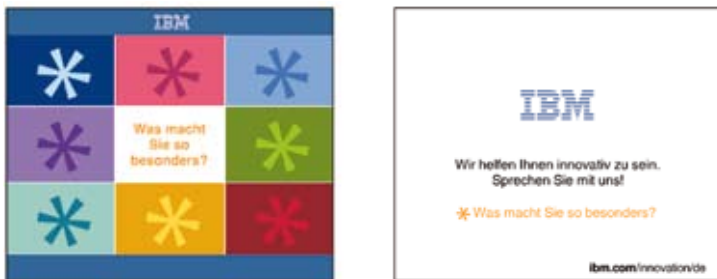 IBM
Was macht
Sie so
besonders?
IBM
Wir helfen Ihnen innovativ zu sein.
Sprechen Sie mit uns!
Was macht Sie so besonders?
ibm.com/innovation/de